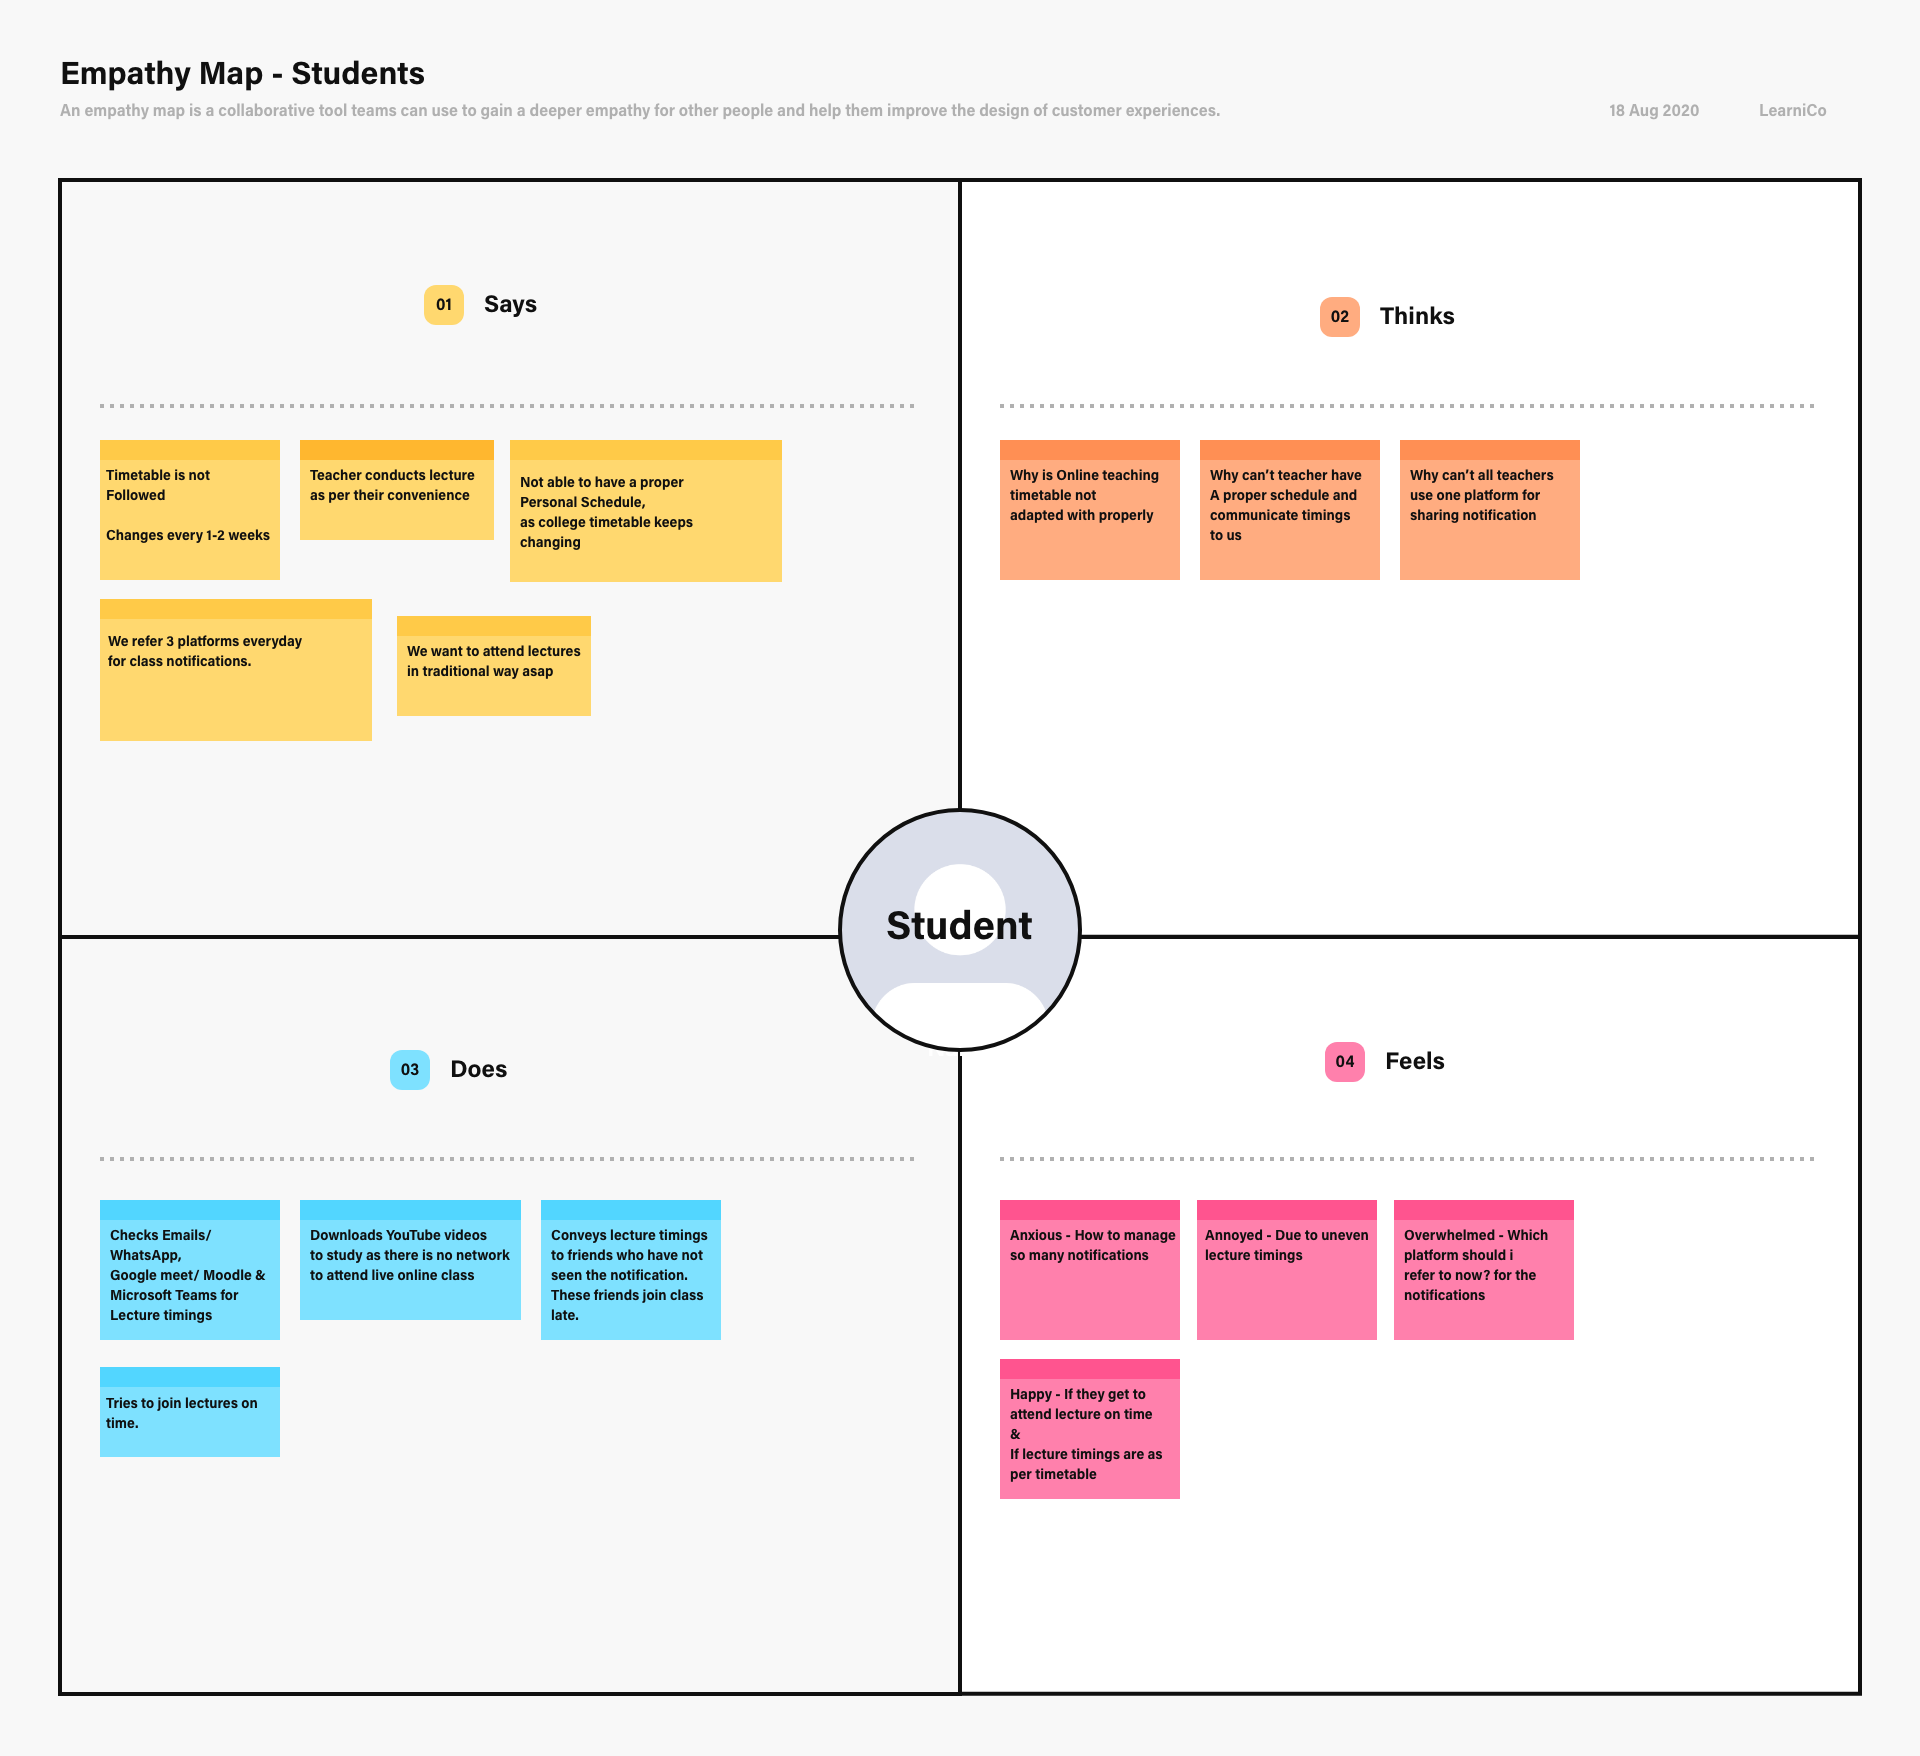 Empathy Map - Students
An empathy map is a collaborative tool teams can use to gain a deeper empathy for other people and help them improve the design of customer experiences.
18 Aug 2020
LearniCo
01
Says
Timetable is not
Followed
Changes every 1-2 weeks
Teacher conducts lecture
as per their convenience
Not able to have a proper
Personal Schedule,
as college timetable keeps
changing
We refer 3 platforms everyday
for class notifications.
We want to attend lectures
in traditional way asap
02
Thinks
Why is Online teaching
timetable not
adapted with properly
Why can’t teacher have
A proper schedule and
communicate timings
to us
Why can’t all teachers
use one platform for
sharing notification
Student
03
Does
Checks Emails/
WhatsApp,
Google meet/ Moodle &
Microsoft Teams for
Lecture timings
Downloads YouTube videos
to study as there is no network
to attend live online class
Conveys lecture timings
to friends who have not
seen the notification.
These friends join class
late.
Tries to join lectures on
time.
04
Feels
Anxious - How to manage
so many notifications
Annoyed - Due to uneven
lecture timings
Overwhelmed - Which
platform should i
refer to now? for the
notifications
Happy - If they get to
attend lecture on time
&
If lecture timings are as
per timetable